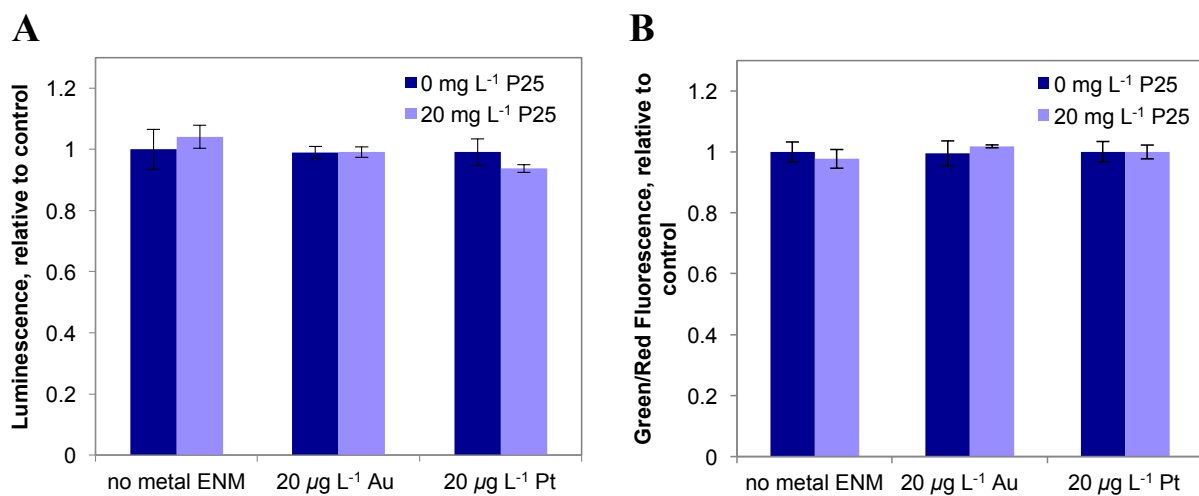 A
Luminescence, relative to control
1.2
1
0.8
0.6
0.4
0.2
0
0 mg L⁻¹ P25
20 mg L⁻¹ P25
no metal ENM
20 µg L⁻¹ Au
20 µg L⁻¹ Pt
B
Green/Red Fluorescence, relative to
control
1.2
1
0.8
0.6
0.4
0.2
0
0 mg L⁻¹ P25
20 mg L⁻¹ P25
no metal ENM
20 µg L⁻¹ Au
20 µg L⁻¹ Pt